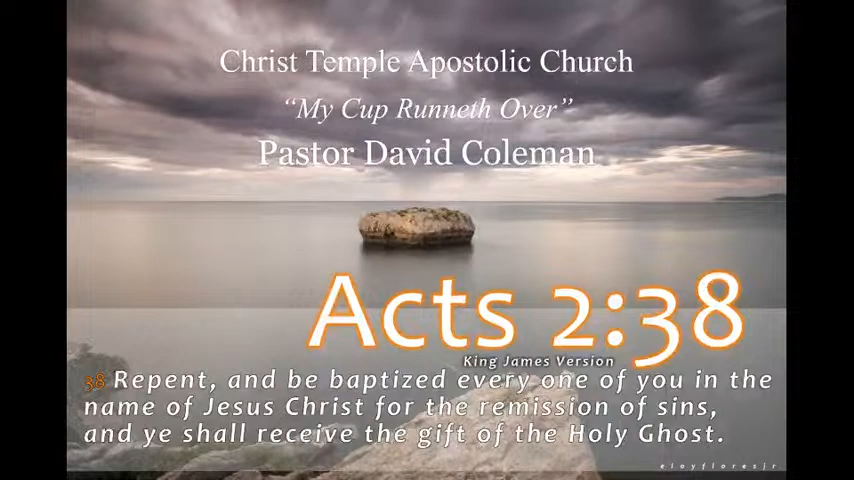 Christ Temple Apostolic Church
“My Cup Runneth Over”
Pastor David Coleman
Acts 2:38
King James Version
38 Repent, and be baptized every one of you in the
name of Jesus Christ for the remission of sins,
and ye shall receive the gift of the Holy Ghost.
eloyfloresjr.